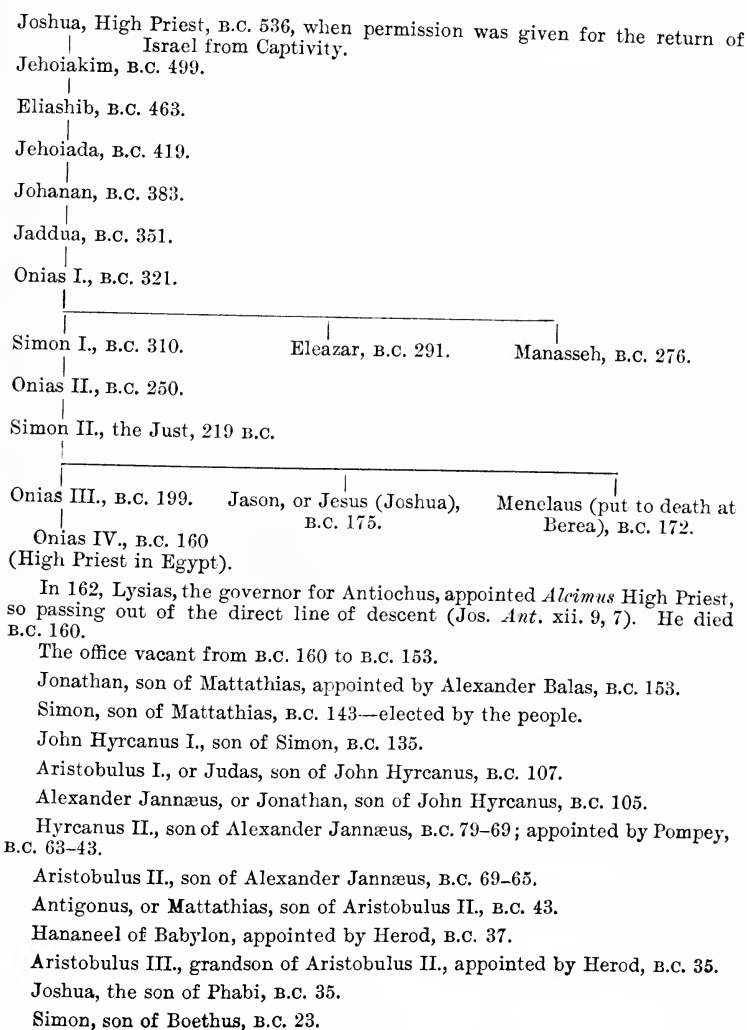 Joshua, High Priest, B.C. 536, when permission was given for the return of
Israel from Captivity.
Jehoiakim, B.C. 499.
Eliashib, B.C. 463.
Jehoiada, B.C. 419.
Johanan, B.C. 383.
Jaddua, B.C. 351.
Onias I., B.C. 321.
Simon I., B.C. 310. Eleazar, B.C. 291. Manasseh, B.C. 276.
Onias II., B.C. 250.
Simon II., the Just, 219 B.C.
Onias III., B.C. 199. Jason, or Jesus (Joshua), Menelaus (put to death at
B.C. 175. Berea), B.C. 172.
Onias IV., B.C. 160
(High Priest in Egypt).
In 162, Lysias, the governor for Antiochus, appointed Alcimus High Priest,
so passing out of the direct line of descent (Jos. Ant. xii. 9, 7). He died
B.C. 160.
The office vacant from B.C. 160 to B.C. 153.
Jonathan, son of Mattathias, appointed by Alexander Balas, B.C. 153.
Simon, son of Mattathias, B.C. 143—elected by the people.
John Hyrcanus I., son of Simon, B.C. 135.
Aristobulus I., or Judas, son of John Hyrcanus, B.C. 107.
Alexander Jannæus, or Jonathan, son of John Hyrcanus, B.C. 105.
Hyrcanus II., son of Alexander Jannæus, B.C. 79–69; appointed by Pompey,
B.C. 63–43.
Aristobulus II., son of Alexander Jannæus, B.C. 69–65.
Antigonus, or Mattathias, son of Aristobulus II., B.C. 43.
Hananeel of Babylon, appointed by Herod, B.C. 37.
Aristobulus III., grandson of Aristobulus II., appointed by Herod, B.C. 35.
Joshua, the son of Phabi, B.C. 35.
Simon, son of Boethus, B.C. 23.